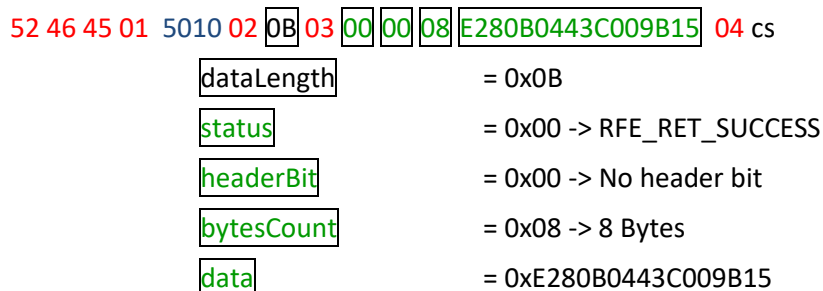 52 46 45 01 5010 02 0B 03 00 00 08 E280B0443C009B15 04 cs
dataLength = 0x0B
status = 0x00 -> RFE_RET_SUCCESS
headerBit = 0x00 -> No header bit
bytesCount = 0x08 -> 8 Bytes
data = 0xE280B0443C009B15